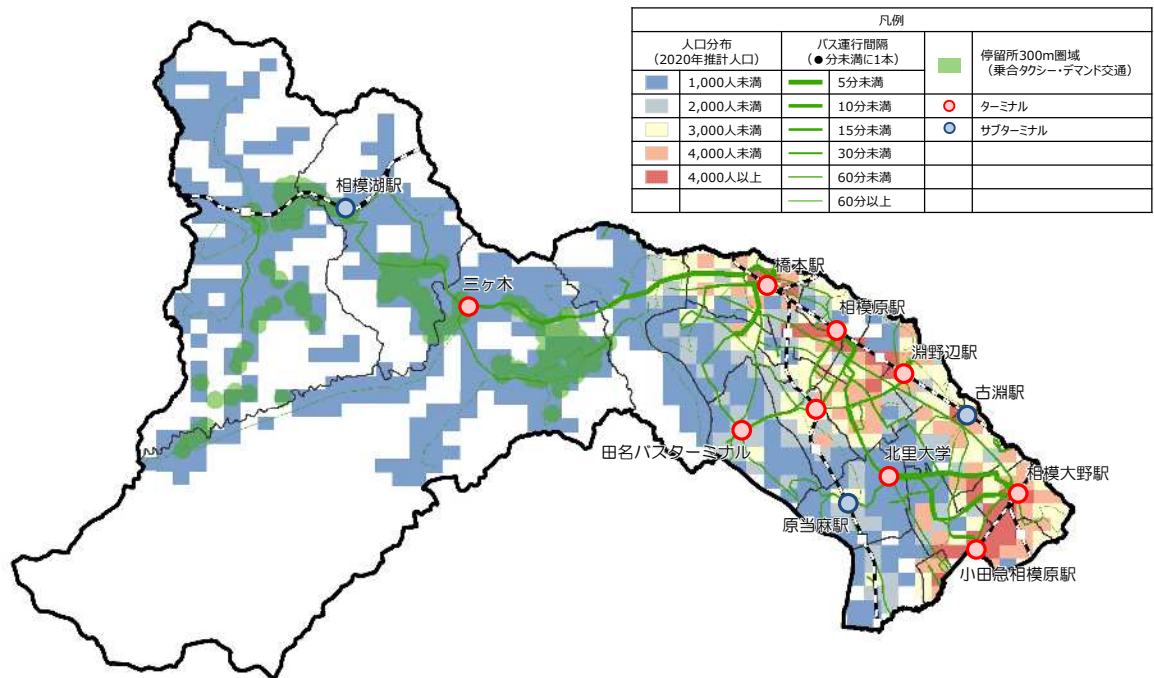 凡例
人口分布
(2020年推計人口)
バス運行間隔
(●分未満に1本)
停留所300m圏域
(乗合タクシー・デマンド交通)
1,000人未満
5分未満
2,000人未満
10分未満
ターミナル
3,000人未満
15分未満
サブターミナル
4,000人未満
30分未満
4,000人以上
60分未満
60分以上
相模湖駅
三ヶ木
橋本駅
相模原駅
淵野辺駅
古淵駅
田名バスターミナル
北里大学
相模大野駅
原当麻駅
小田急相模原駅